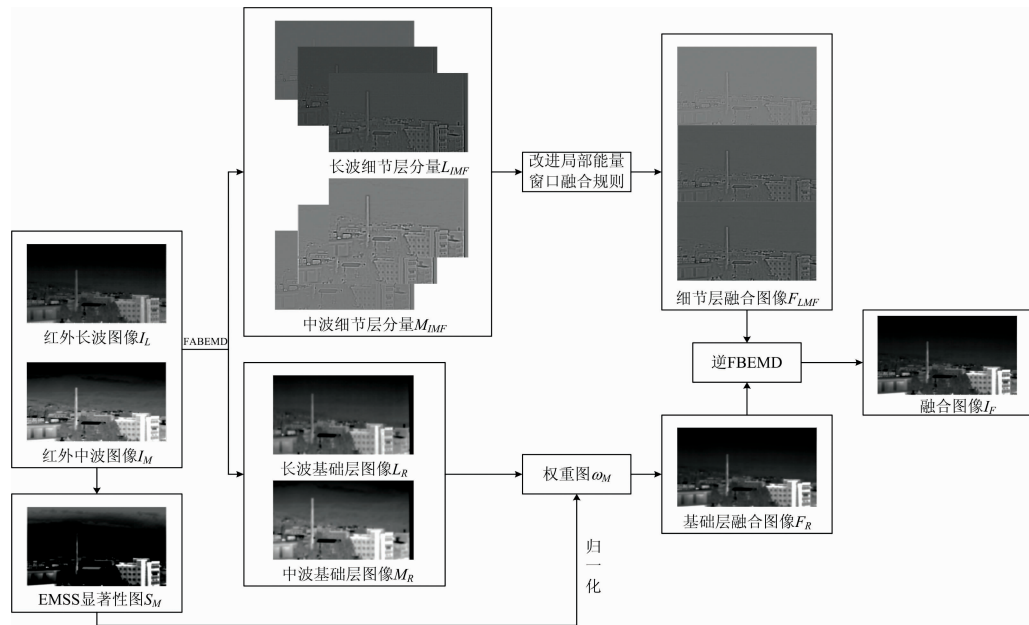 长波细节层分量L_IMF
中波细节层分量M_IMF
改进局部能量
窗口融合规则
细节层融合图像F_LMF
红外长波图像I_L
红外中波图像I_M
FABEMD
EMSS显著性图S_M
长波基础层图像L_R
中波基础层图像M_R
权重图ω_M
归一化
逆FBEMD
基础层融合图像F_R
融合图像I_F